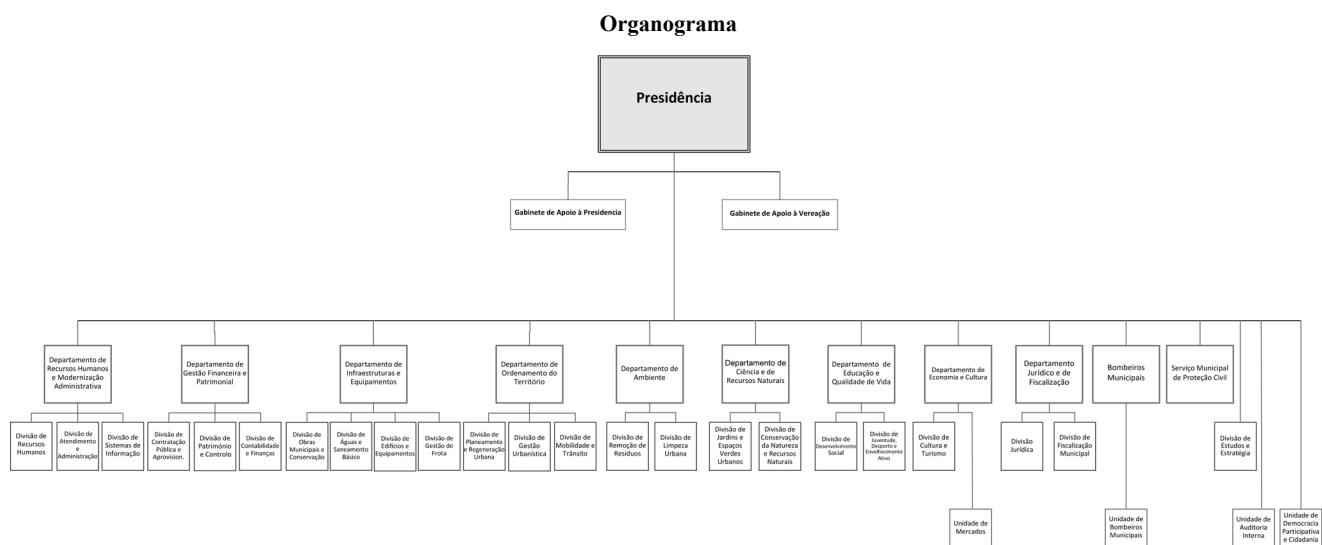 Organograma
Presidência
Gabinete de Apoio à Presidencia
Gabinete de Apoio à Vereação
Departamento de
Recursos Humanos
e Modernização
Administrativa
Departamento de
Gestão Financeira e
Patrimonial
Departamento de
Infraestruturas e
Equipamentos
Departamento de
Ordenamento do
Território
Departamento de
Ambiente
Departamento de
Ciência e de
Recursos Naturais
Departamento de
Educação e
Qualidade de Vida
Departamento de
Economia e Cultura
Departamento
Jurídico e de
Fiscalização
Bombeiros
Municipais
Serviço Municipal
de Proteção Civil
Divisão de
Recursos
Humanos
Divisão de
Atendimento
e
Administração
Divisão de
Sistemas de
Informação
Divisão de
Contratação
Pública e
Aprovision.
Divisão de
Património
e Controlo
Divisão de
Contabilidade
e Finanças
Divisão de
Obras
Municipais e
Conservação
Divisão de
Águas e
Saneamento
Básico
Divisão de
Edifícios e
Equipamentos
Divisão de
Gestão de
Frota
Divisão de
Planeamento
e Regeneração
Urbana
Divisão de
Gestão
Urbanística
Divisão de
Mobilidade e
Trânsito
Divisão de
Remoção de
Resíduos
Divisão de
Limpeza
Urbana
Divisão de
Jardins e
Espaços
Verdes
Urbanos
Divisão de
Conservação
da Natureza
e Recursos
Naturais
Divisão de
Desenvolvimento
Social
Divisão de
Juventude,
Desporto e
Envelhecimento
Ativo
Divisão de
Cultura e
Turismo
Divisão
Jurídica
Divisão de
Fiscalização
Municipal
Divisão de
Estudos e
Estratégia
Unidade de
Mercados
Unidade de
Bombeiros
Municipais
Unidade de
Auditoria
Interna
Unidade de
Democracia
Participativa
e Cidadania